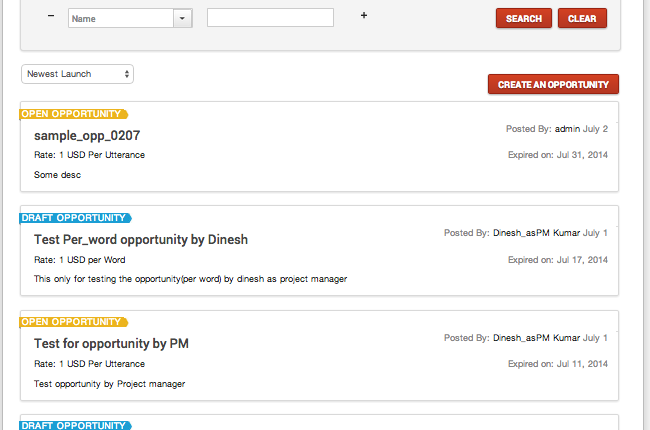 − Name +
SEARCH CLEAR
Newest Launch
CREATE AN OPPORTUNITY
OPEN OPPORTUNITY
sample_opp_0207
Posted By: admin July 2
Rate: 1 USD Per Utterance
Expired on: Jul 31, 2014
Some desc
DRAFT OPPORTUNITY
Test Per_word opportunity by Dinesh
Posted By: Dinesh_asPM Kumar July 1
Rate: 1 USD per Word
Expired on: Jul 17, 2014
This only for testing the opportunity(per word) by dinesh as project manager
OPEN OPPORTUNITY
Test for opportunity by PM
Posted By: Dinesh_asPM Kumar July 1
Rate: 1 USD Per Utterance
Expired on: Jul 11, 2014
Test opportunity by Project manager
DRAFT OPPORTUNITY